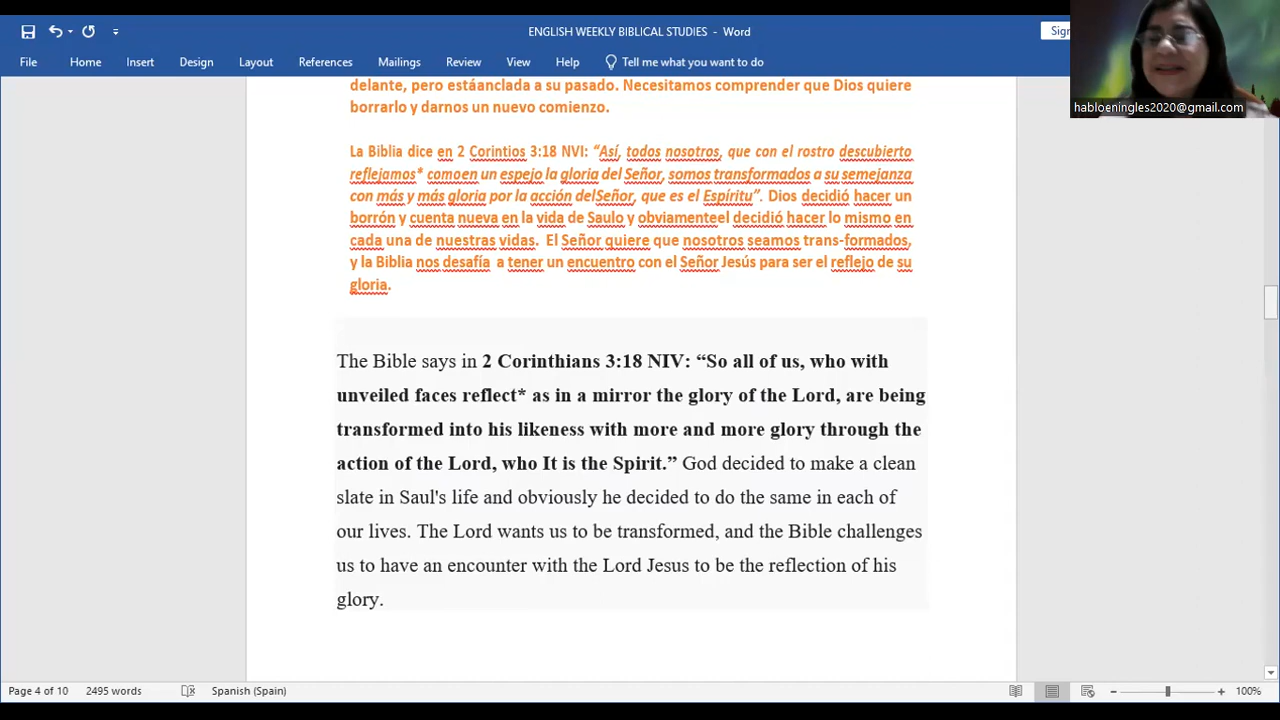 ENGLISH WEEKLY BIBLICAL STUDIES - Word
Sign
File Home Insert Design Layout References Mailings Review View Help Tell me what you want to do
habloeningles2020@gmail.com
delante, pero estáanclada a su pasado. Necesitamos comprender que Dios quiere
borrarlo y darnos un nuevo comienzo.
La Biblia dice en 2 Corintios 3:18 NVI: “Así, todos nosotros, que con el rostro descubierto
reflejamos* comoen un espejo la gloria del Señor, somos transformados a su semejanza
con más y más gloria por la acción delSeñor, que es el Espíritu”. Dios decidió hacer un
borrón y cuenta nueva en la vida de Saulo y obviamenteel decidió hacer lo mismo en
cada una de nuestras vidas. El Señor quiere que nosotros seamos trans-formados,
y la Biblia nos desafía a tener un encuentro con el Señor Jesús para ser el reflejo de su
gloria.
The Bible says in 2 Corinthians 3:18 NIV: “So all of us, who with
unveiled faces reflect* as in a mirror the glory of the Lord, are being
transformed into his likeness with more and more glory through the
action of the Lord, who It is the Spirit.” God decided to make a clean
slate in Saul's life and obviously he decided to do the same in each of
our lives. The Lord wants us to be transformed, and the Bible challenges
us to have an encounter with the Lord Jesus to be the reflection of his
glory.
Page 4 of 10 2495 words Spanish (Spain) 100%